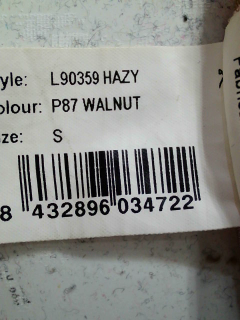 yle: L90359 HAZY
olour: P87 WALNUT
ze: S
8 432896 034722